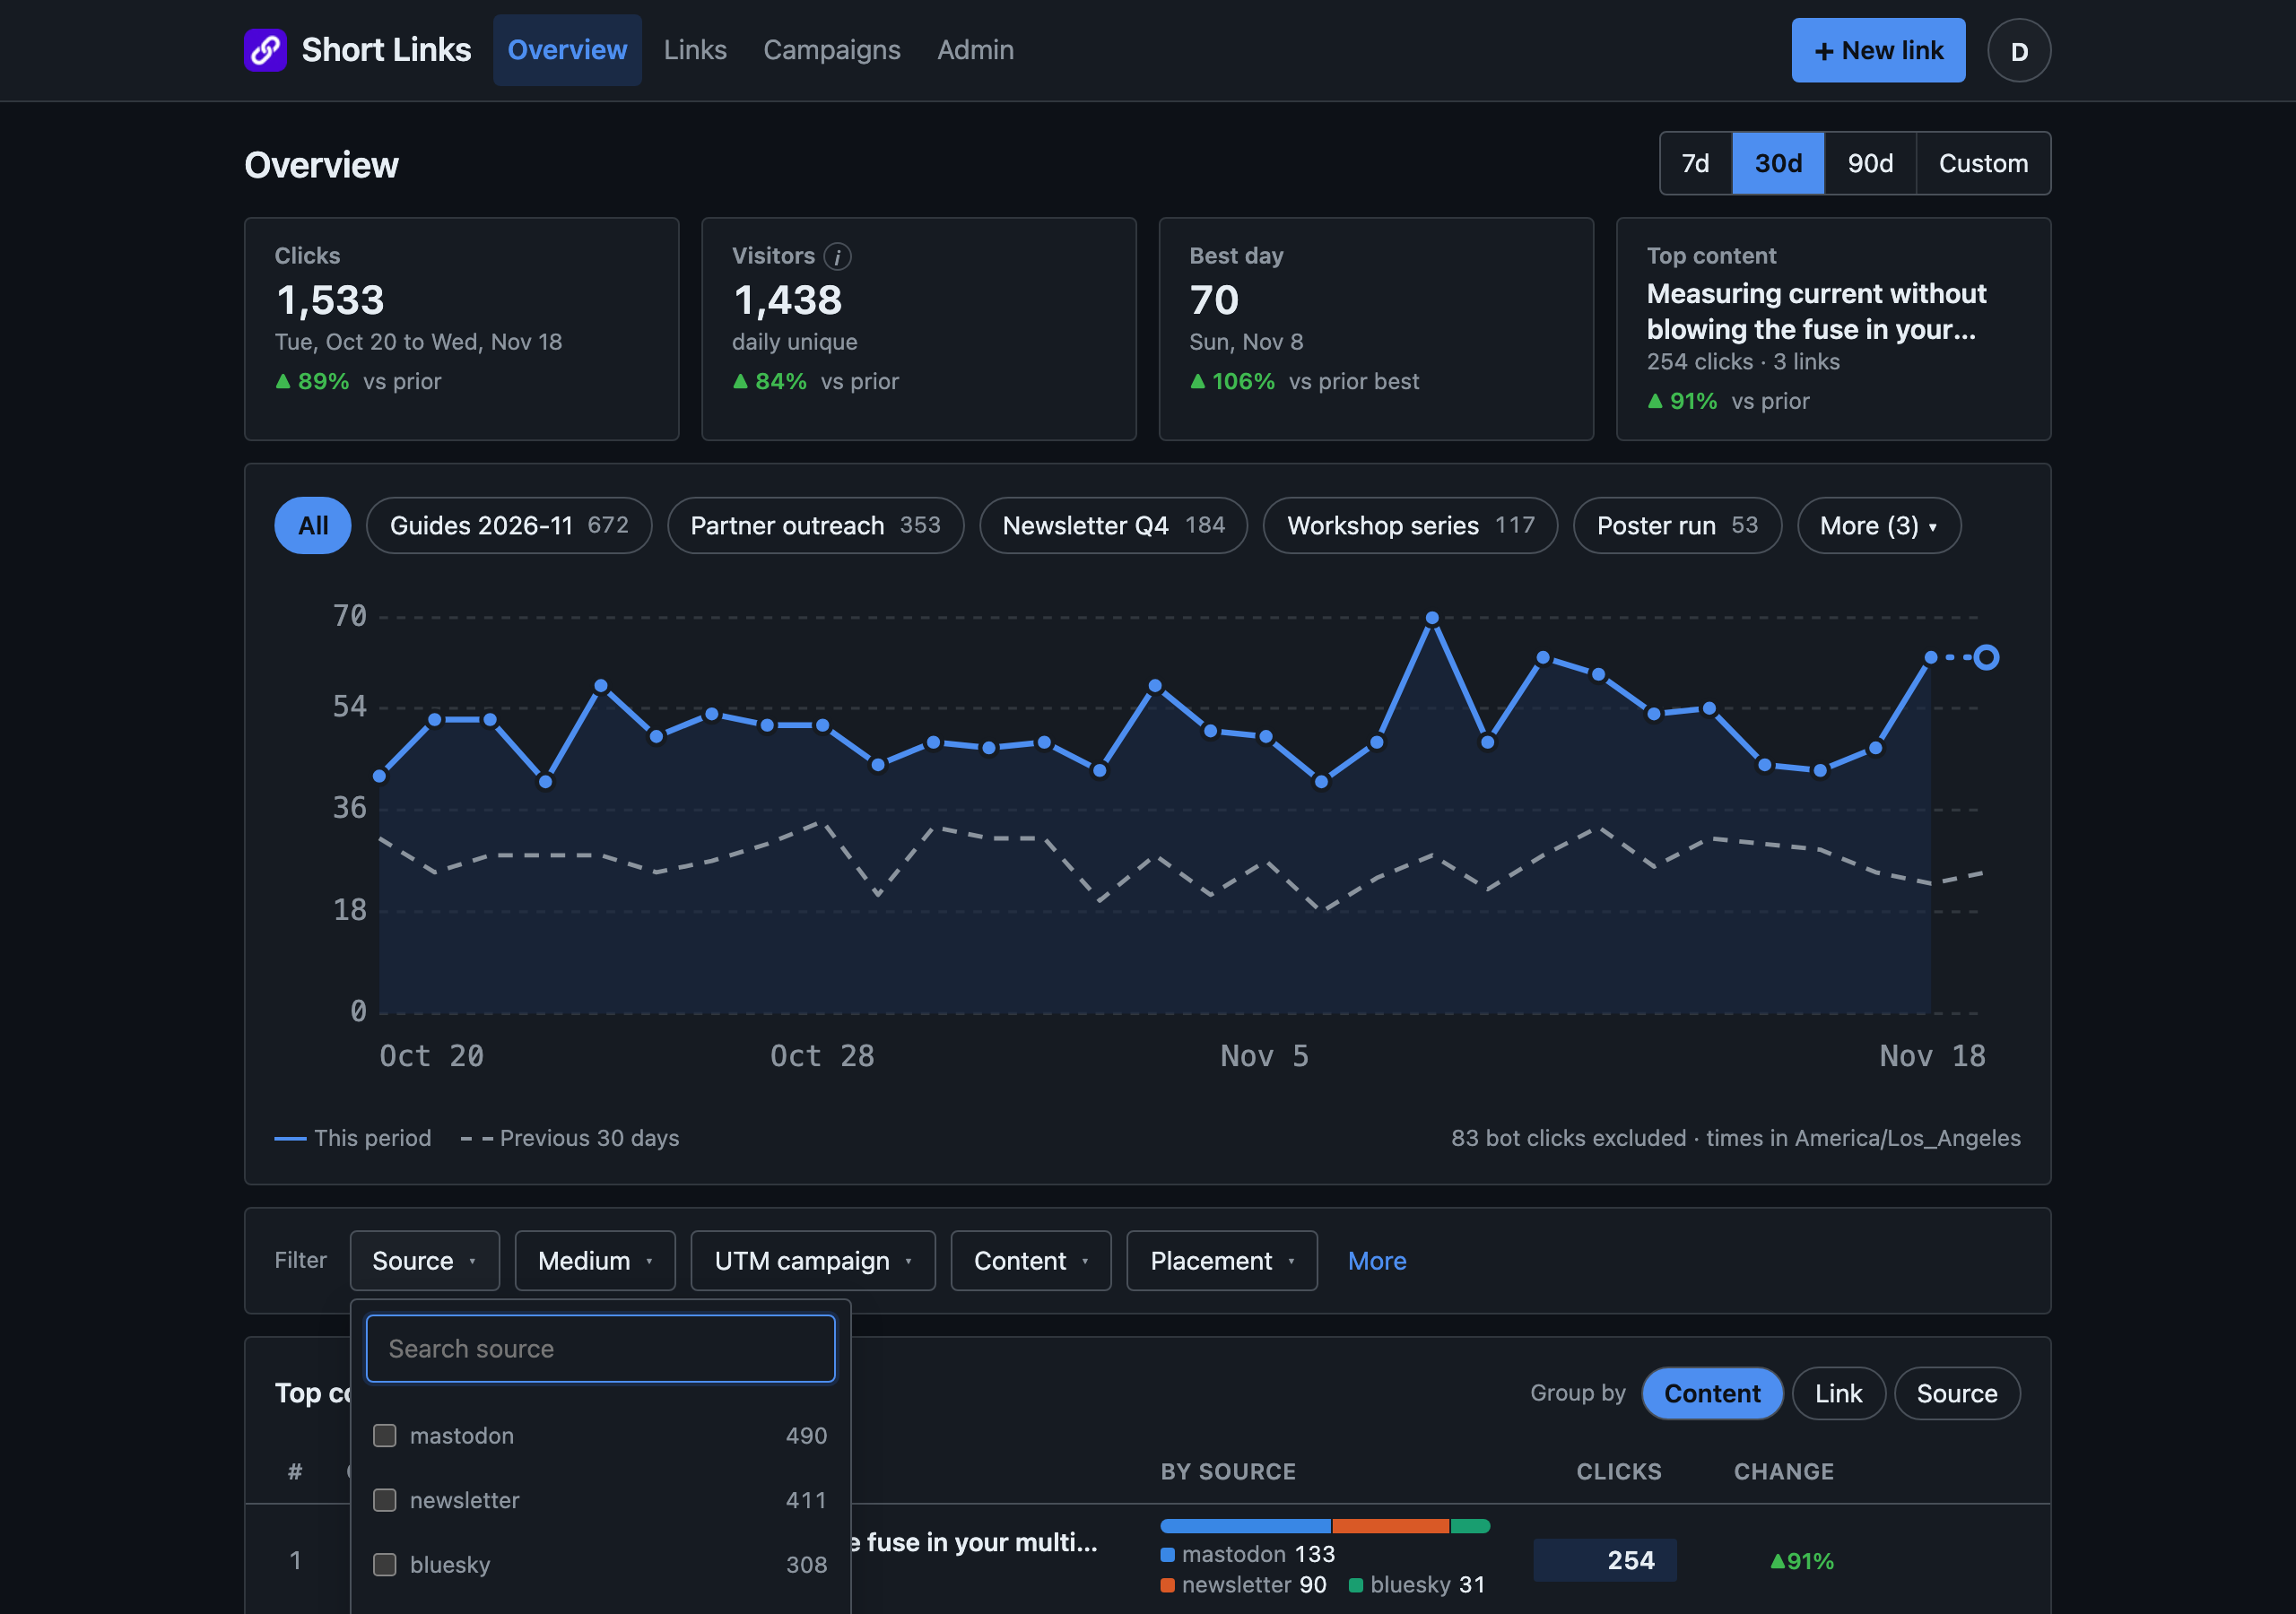 Short Links Overview Links Campaigns Admin + New link D
Overview 7d 30d 90d Custom
Clicks
1,533
Tue, Oct 20 to Wed, Nov 18
▲ 89% vs prior
Visitors i
1,438
daily unique
▲ 84% vs prior
Best day
70
Sun, Nov 8
▲ 106% vs prior best
Top content
Measuring current without
blowing the fuse in your...
254 clicks · 3 links
▲ 91% vs prior
All Guides 2026-11 672 Partner outreach 353 Newsletter Q4 184 Workshop series 117 Poster run 53 More (3) ▾
70
54
36
18
0
Oct 20 Oct 28 Nov 5 Nov 18
This period Previous 30 days 83 bot clicks excluded · times in America/Los_Angeles
Filter Source Medium UTM campaign Content Placement More
Search source
mastodon 490
newsletter 411
bluesky 308
Top Group by Content Link Source
# BY SOURCE CLICKS CHANGE
1 fuse in your multi... 254 ▲91%
mastodon 133
newsletter 90 bluesky 31